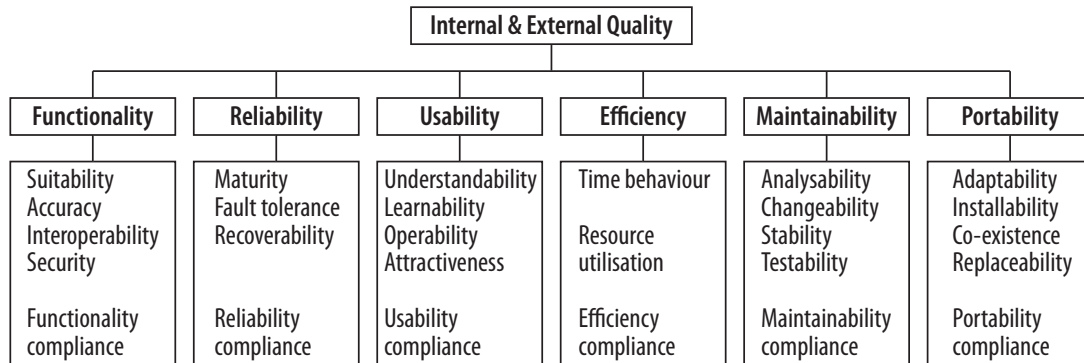 Internal & External Quality
Functionality
Reliability
Usability
Efficiency
Maintainability
Portability
Suitability
Accuracy
Interoperability
Security
Functionality
compliance
Maturity
Fault tolerance
Recoverability
Reliability
compliance
Understandability
Learnability
Operability
Attractiveness
Usability
compliance
Time behaviour
Resource
utilisation
Efficiency
compliance
Analysability
Changeability
Stability
Testability
Maintainability
compliance
Adaptability
Installability
Co-existence
Replaceability
Portability
compliance